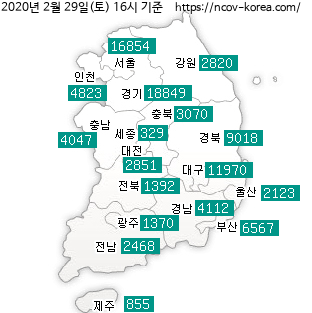 2020년 2월 29일(토) 16시 기준 https://ncov-korea.com/
16854
서울
강원 2820
인천
4823
경기 18849
충북 3070
충남
세종 329
경북 9018
4047
대전
2851
대구 11970
전북 1392
울산 2123
경남 4112
광주 1370
부산 6567
전남 2468
제주 855